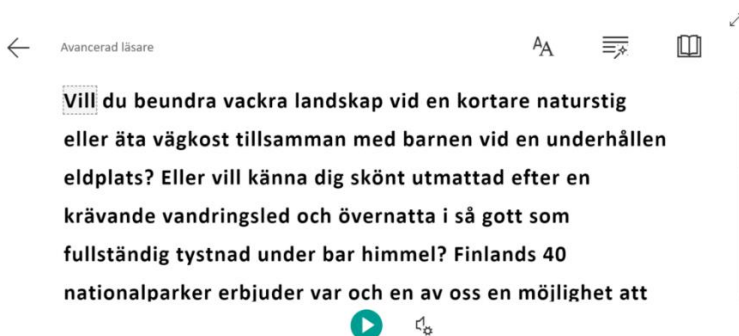 Avancerad läsare
AA
Vill du beundra vackra landskap vid en kortare naturstig
eller äta vägkost tillsamman med barnen vid en underhållen
eldplats? Eller vill känna dig skönt utmattad efter en
krävande vandringsled och övernatta i så gott som
fullständig tystnad under bar himmel? Finlands 40
nationalparker erbjuder var och en av oss en möjlighet att